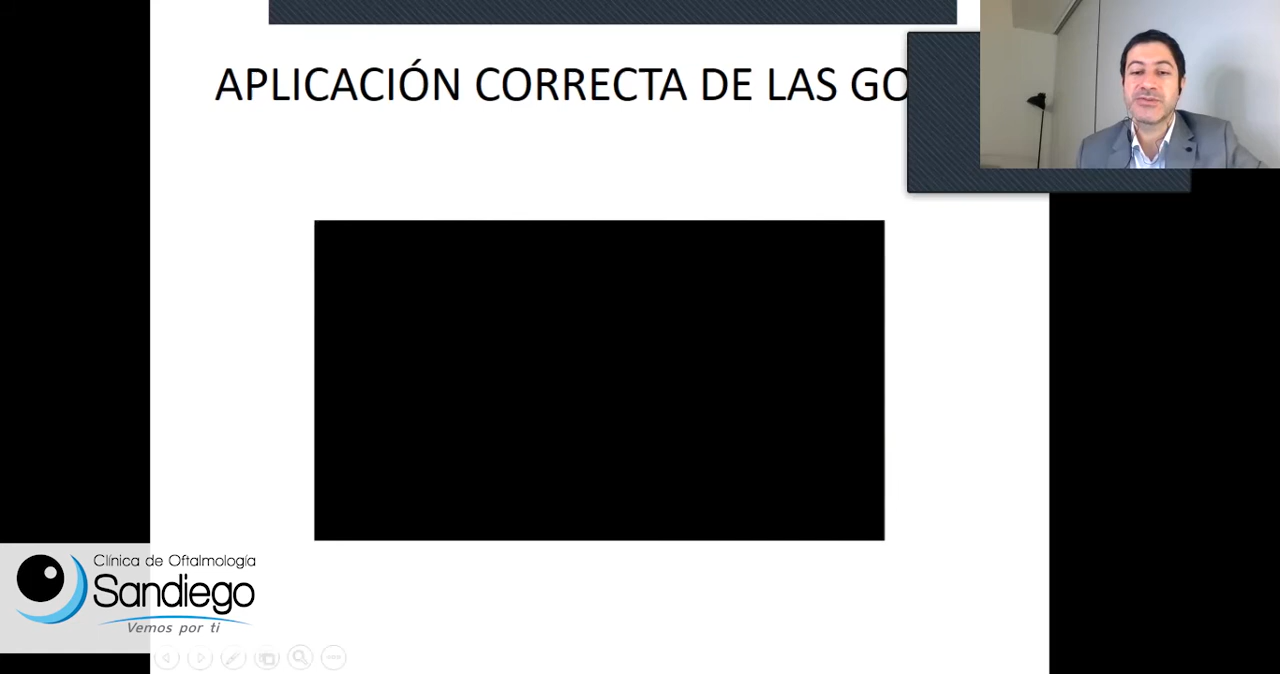 APLICACIÓN CORRECTA DE LAS GO
Clínica de Oftalmología
Sandiego
Vemos por ti